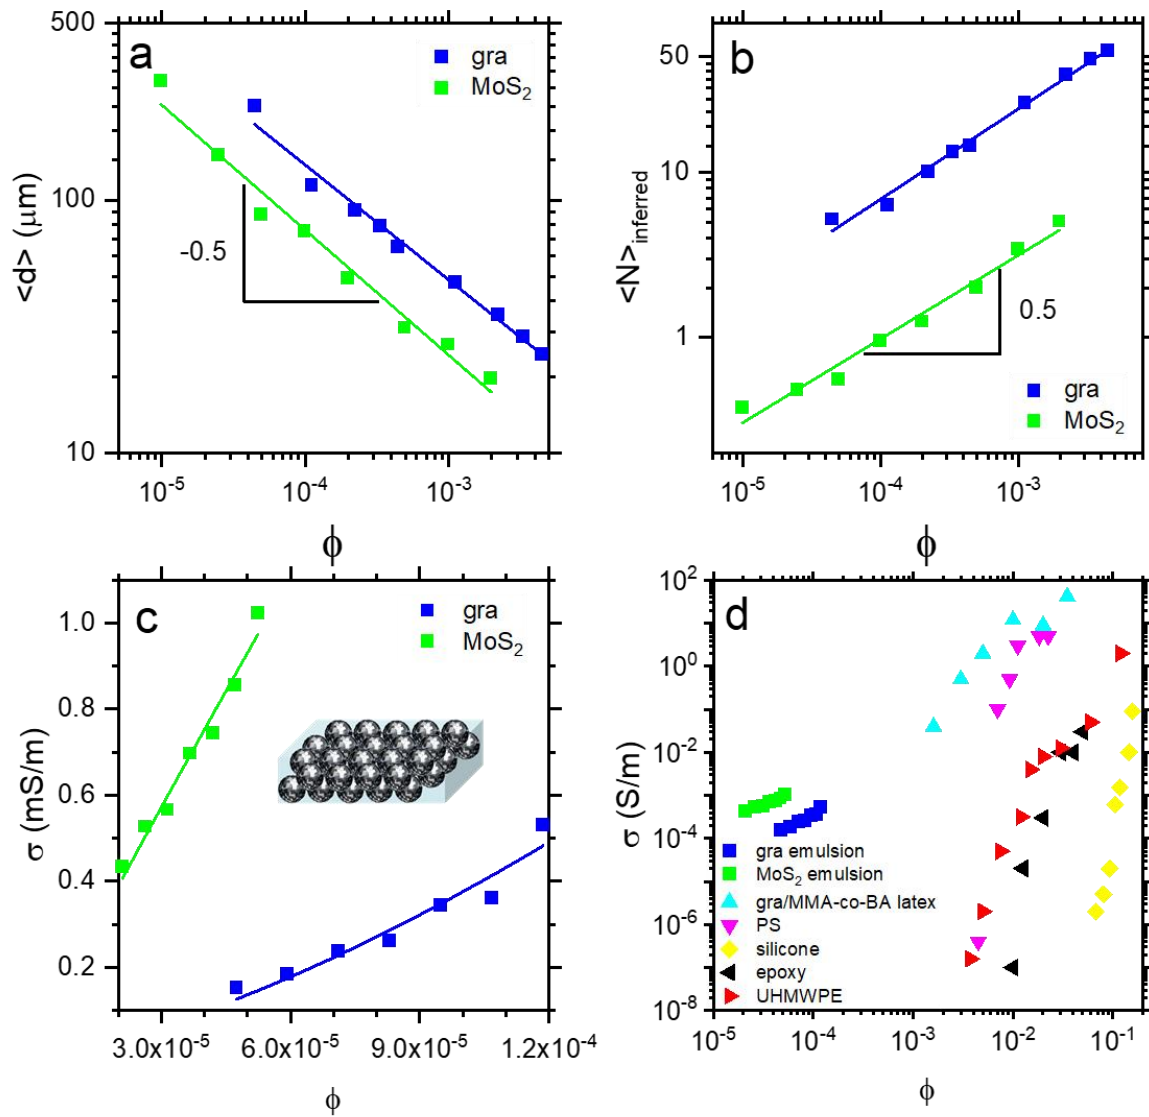 a
500
100
10
<d> (μm)
gra
MoS₂
-0.5
10⁻⁵ 10⁻⁴ 10⁻³
ϕ
b
50
10
1
<N>inferred
0.5
gra
MoS₂
10⁻⁵ 10⁻⁴ 10⁻³
ϕ
c
1.0
0.8
0.6
0.4
0.2
σ (mS/m)
gra
MoS₂
3.0x10⁻⁵ 6.0x10⁻⁵ 9.0x10⁻⁵ 1.2x10⁻⁴
ϕ
d
10²
10⁰
10⁻²
10⁻⁴
10⁻⁶
10⁻⁸
σ (S/m)
gra emulsion
MoS₂ emulsion
gra/MMA-co-BA latex
PS
silicone
epoxy
UHMWPE
10⁻⁵ 10⁻⁴ 10⁻³ 10⁻² 10⁻¹
ϕ